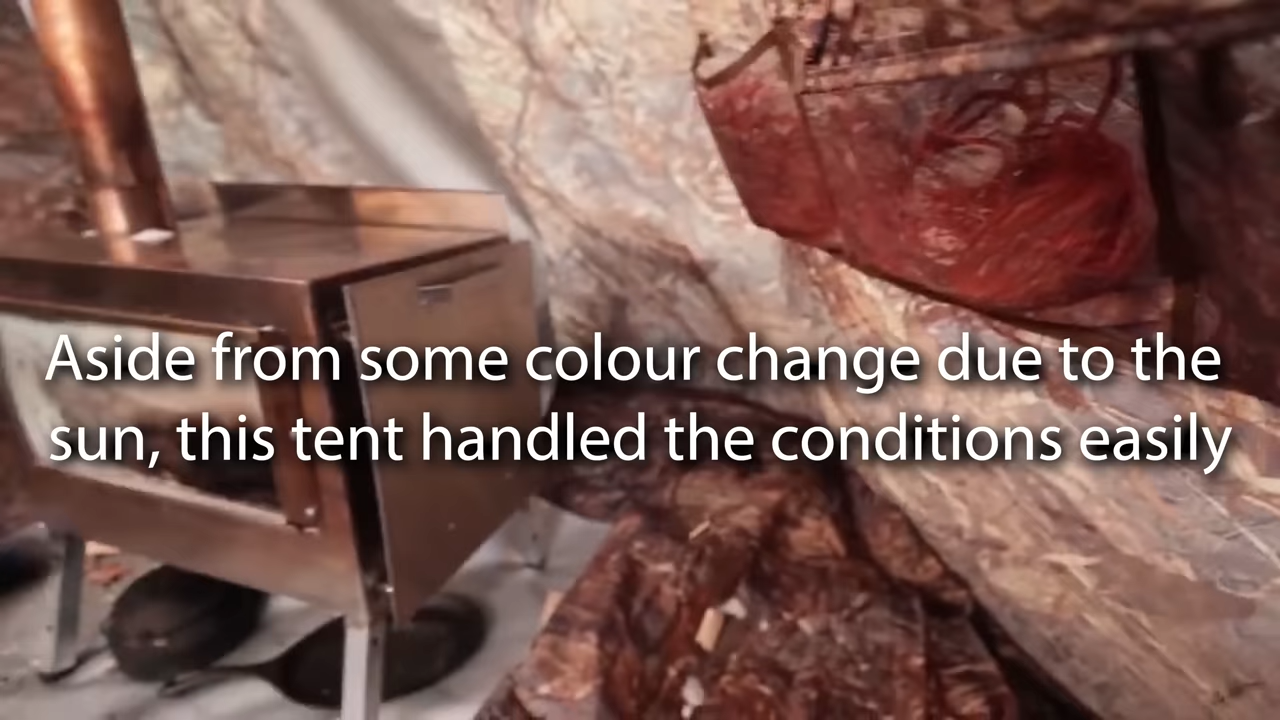 Aside from some colour change due to the
sun, this tent handled the conditions easily